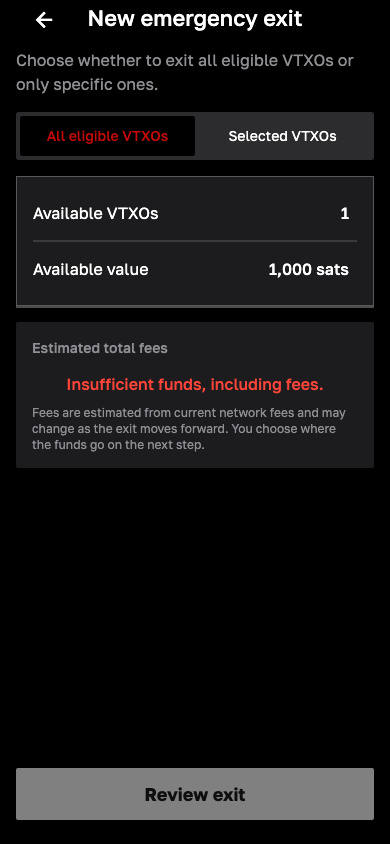 New emergency exit
Choose whether to exit all eligible VTXOs or
only specific ones.
All eligible VTXOs
Selected VTXOs
Available VTXOs
1
Available value
1,000 sats
Estimated total fees
Insufficient funds, including fees.
Fees are estimated from current network fees and may
change as the exit moves forward. You choose where
the funds go on the next step.
Review exit